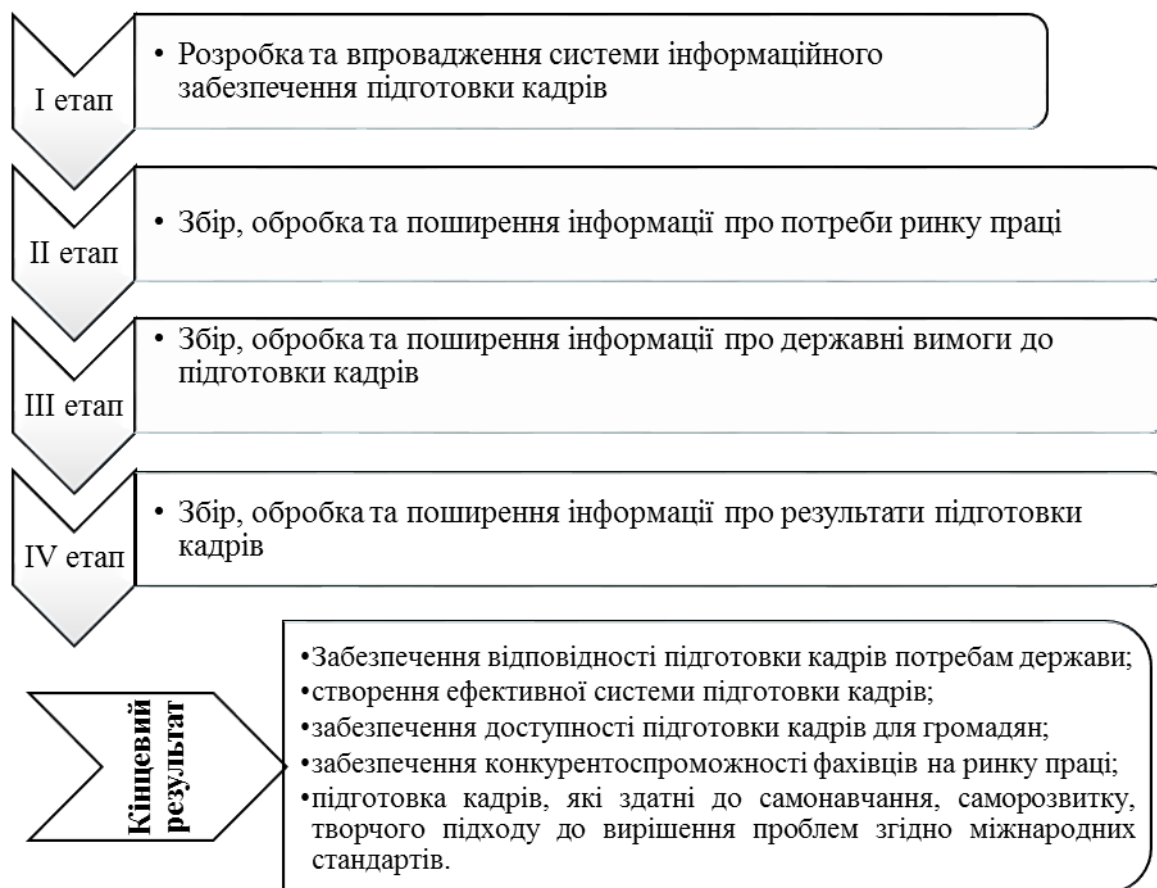 I етап
• Розробка та впровадження системи інформаційного
забезпечення підготовки кадрів
II етап
• Збір, обробка та поширення інформації про потреби ринку праці
III етап
• Збір, обробка та поширення інформації про державні вимоги до
підготовки кадрів
IV етап
• Збір, обробка та поширення інформації про результати підготовки
кадрів
Кінцевий
результат
•Забезпечення відповідності підготовки кадрів потребам держави;
•створення ефективної системи підготовки кадрів;
•забезпечення доступності підготовки кадрів для громадян;
•забезпечення конкурентоспроможності фахівців на ринку праці;
•підготовка кадрів, які здатні до самонавчання, саморозвитку,
творчого підходу до вирішення проблем згідно міжнародних
стандартів.